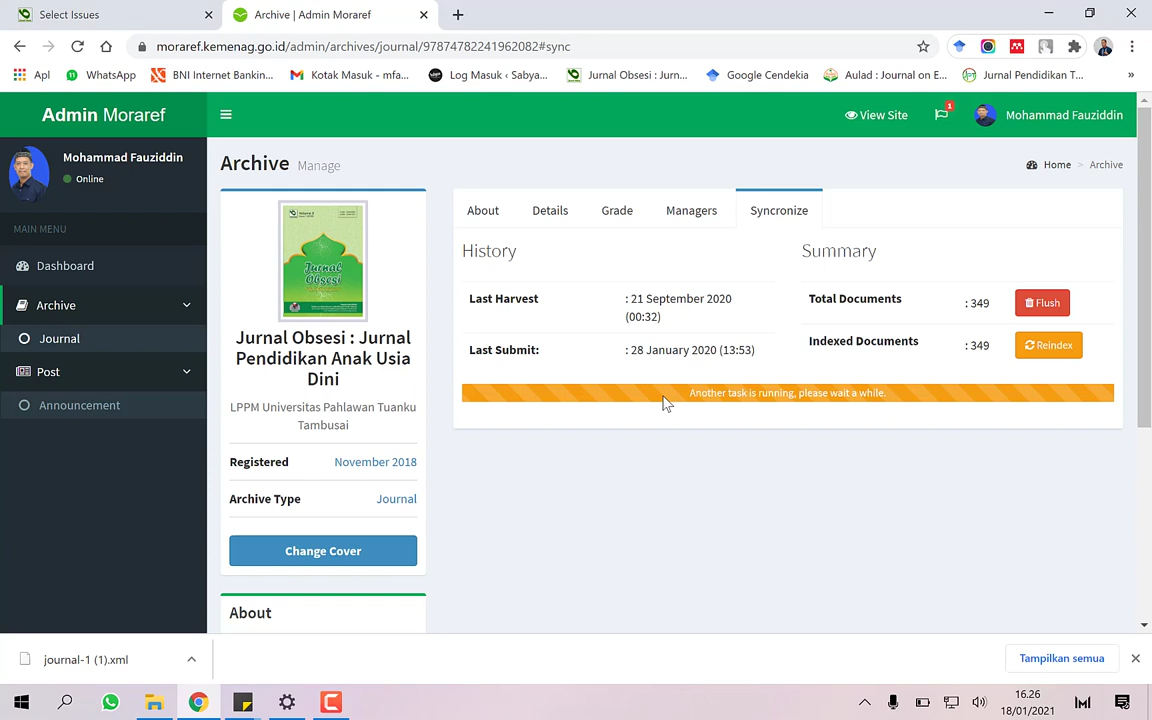 Select Issues
Archive | Admin Moraref
moraref.kemenag.go.id/admin/archives/journal/97874782241962082#sync
Apl
WhatsApp
BNI Internet Bankin...
Kotak Masuk - mfa...
Log Masuk ‹ Sabya...
Jurnal Obsesi : Jurn...
Google Cendekia
Aulad : Journal on E...
Jurnal Pendidikan T...
»
Admin Moraref
View Site
1
Mohammad Fauziddin
Mohammad Fauziddin
Online
MAIN MENU
Dashboard
Archive
Journal
Post
Announcement
Archive Manage
Home > Archive
Jurnal Obsesi
Jurnal Obsesi : Jurnal
Pendidikan Anak Usia
Dini
LPPM Universitas Pahlawan Tuanku
Tambusai
Registered November 2018
Archive Type Journal
Change Cover
About
About
Details
Grade
Managers
Syncronize
History
Last Harvest : 21 September 2020
(00:32)
Last Submit: : 28 January 2020 (13:53)
Summary
Total Documents : 349 Flush
Indexed Documents : 349 Reindex
Another task is running, please wait a while.
journal-1 (1).xml
Tampilkan semua
16.26
18/01/2021